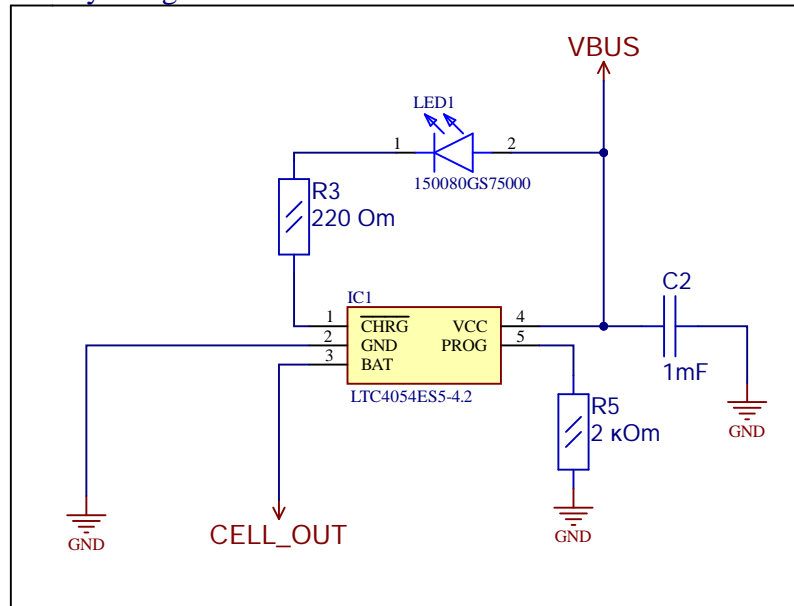 VBUS
LED1
1
2
150080GS75000
R3
220 Om
IC1
1
CHRG
VCC
4
2
GND
PROG
5
3
BAT
LTC4054ES5-4.2
C2
1mF
GND
R5
2 кOm
GND
CELL_OUT
GND